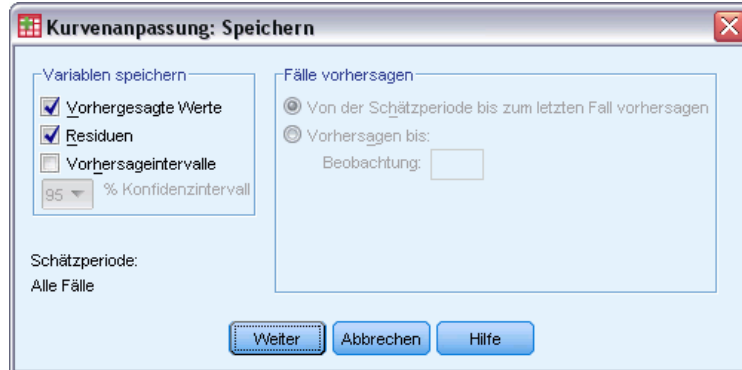 Kurvenanpassung: Speichern
Variablen speichern
Vorhergesagte Werte
Residuen
Vorhersageintervalle
95 % Konfidenzintervall
Schätzperiode:
Alle Fälle
Fälle vorhersagen
Von der Schätzperiode bis zum letzten Fall vorhersagen
Vorhersagen bis:
Beobachtung:
Weiter Abbrechen Hilfe